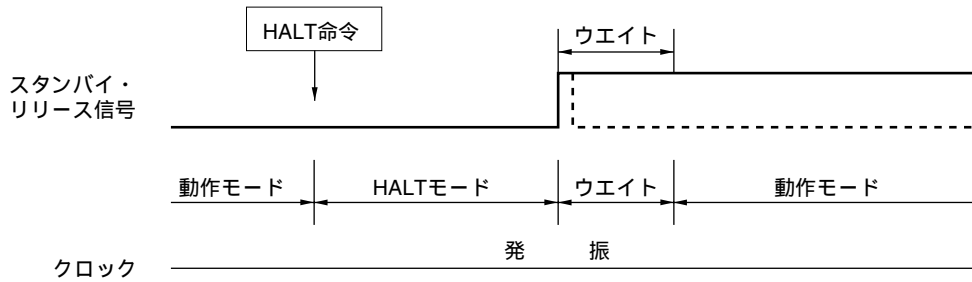 HALT命令
ウエイト
スタンバイ・
リリース信号
動作モード HALTモード ウエイト 動作モード
発 振
クロック